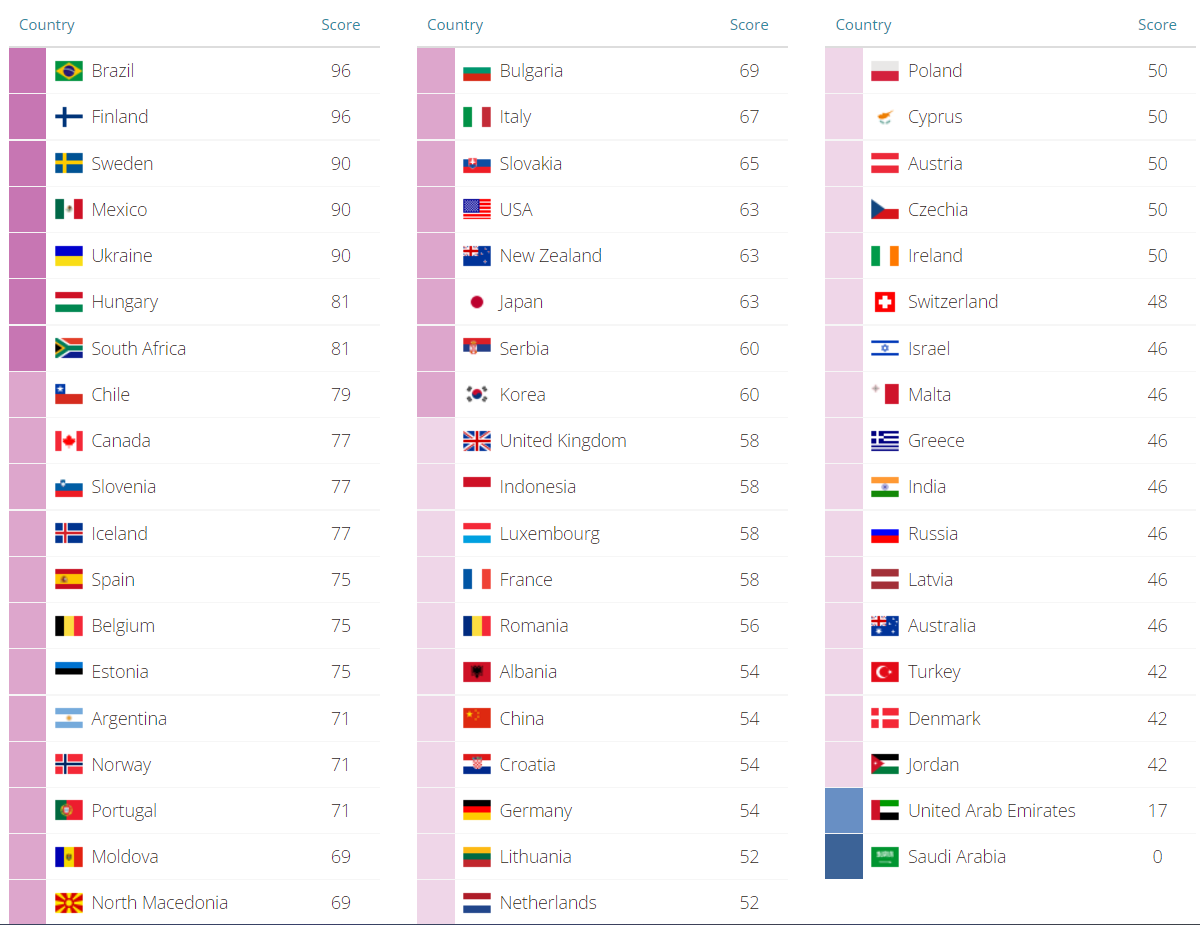 Country Score
Brazil 96
Finland 96
Sweden 90
Mexico 90
Ukraine 90
Hungary 81
South Africa 81
Chile 79
Canada 77
Slovenia 77
Iceland 77
Spain 75
Belgium 75
Estonia 75
Argentina 71
Norway 71
Portugal 71
Moldova 69
North Macedonia 69
Country Score
Bulgaria 69
Italy 67
Slovakia 65
USA 63
New Zealand 63
Japan 63
Serbia 60
Korea 60
United Kingdom 58
Indonesia 58
Luxembourg 58
France 58
Romania 56
Albania 54
China 54
Croatia 54
Germany 54
Lithuania 52
Netherlands 52
Country Score
Poland 50
Cyprus 50
Austria 50
Czechia 50
Ireland 50
Switzerland 48
Israel 46
Malta 46
Greece 46
India 46
Russia 46
Latvia 46
Australia 46
Turkey 42
Denmark 42
Jordan 42
United Arab Emirates 17
Saudi Arabia 0